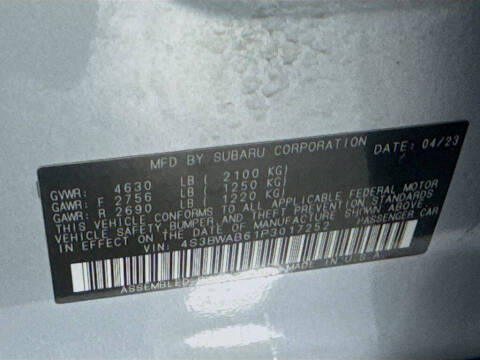 MFD BY SUBARU CORPORATION DATE: 04/23
GVWR: 4630 LB ( 2100 KG)
GAWR: F 2756 LB ( 1250 KG)
GAWR: R 2690 LB ( 1220 KG)
THIS VEHICLE CONFORMS TO ALL APPLICABLE FEDERAL MOTOR
VEHICLE SAFETY, BUMPER AND THEFT PREVENTION STANDARDS
IN EFFECT ON THE DATE OF MANUFACTURE SHOWN ABOVE.
VIN: 4S3BWAB61P3017252 PASSENGER CAR
ASSEMBLED MADE IN U.S.A.